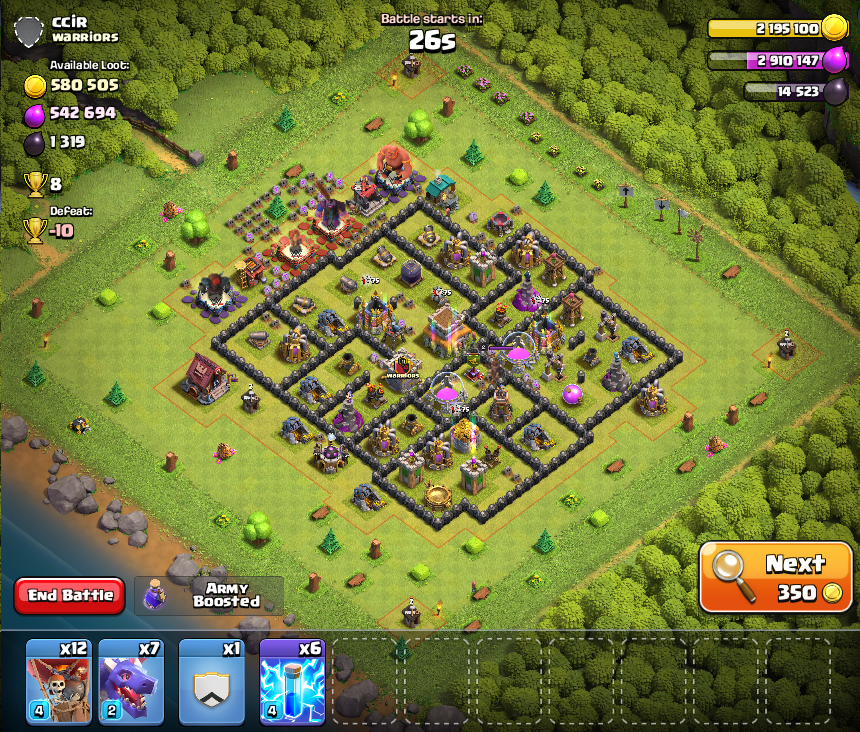 CCİR
WARRIORS
Available Loot:
580 505
542 694
1 319
8
Defeat:
-10
Battle starts in:
26s
2 195 100
2 910 147
14 523
WARRIORS
End Battle
Army
Boosted
Next
350
x12
x7
x1
x6
4
2
4